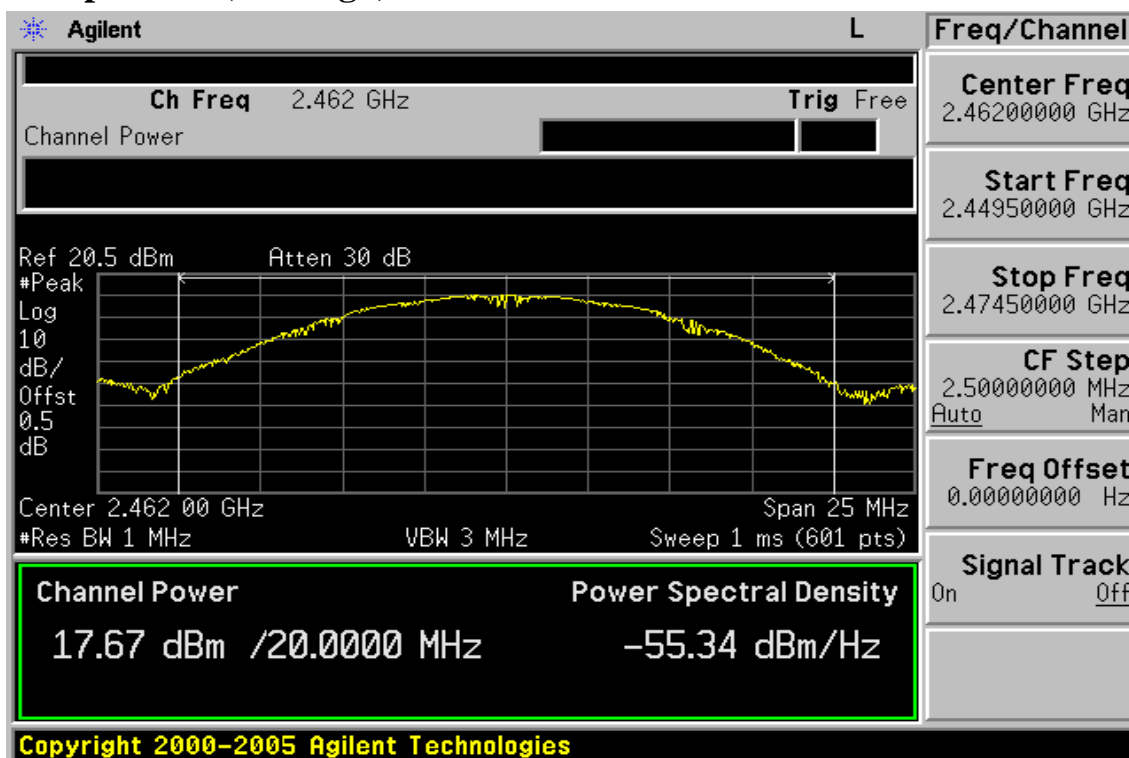 Agilent L
Ch Freq 2.462 GHz Trig Free
Channel Power
Ref 20.5 dBm Atten 30 dB
#Peak
Log
10
dB/
Offst
0.5
dB
Center 2.462 00 GHz Span 25 MHz
#Res BW 1 MHz VBW 3 MHz Sweep 1 ms (601 pts)
Channel Power Power Spectral Density
17.67 dBm /20.0000 MHz -55.34 dBm/Hz
Copyright 2000-2005 Agilent Technologies
Freq/Channel
Center Freq
2.46200000 GHz
Start Freq
2.44950000 GHz
Stop Freq
2.47450000 GHz
CF Step
2.50000000 MHz
Auto Man
Freq Offset
0.00000000 Hz
Signal Track
On Off